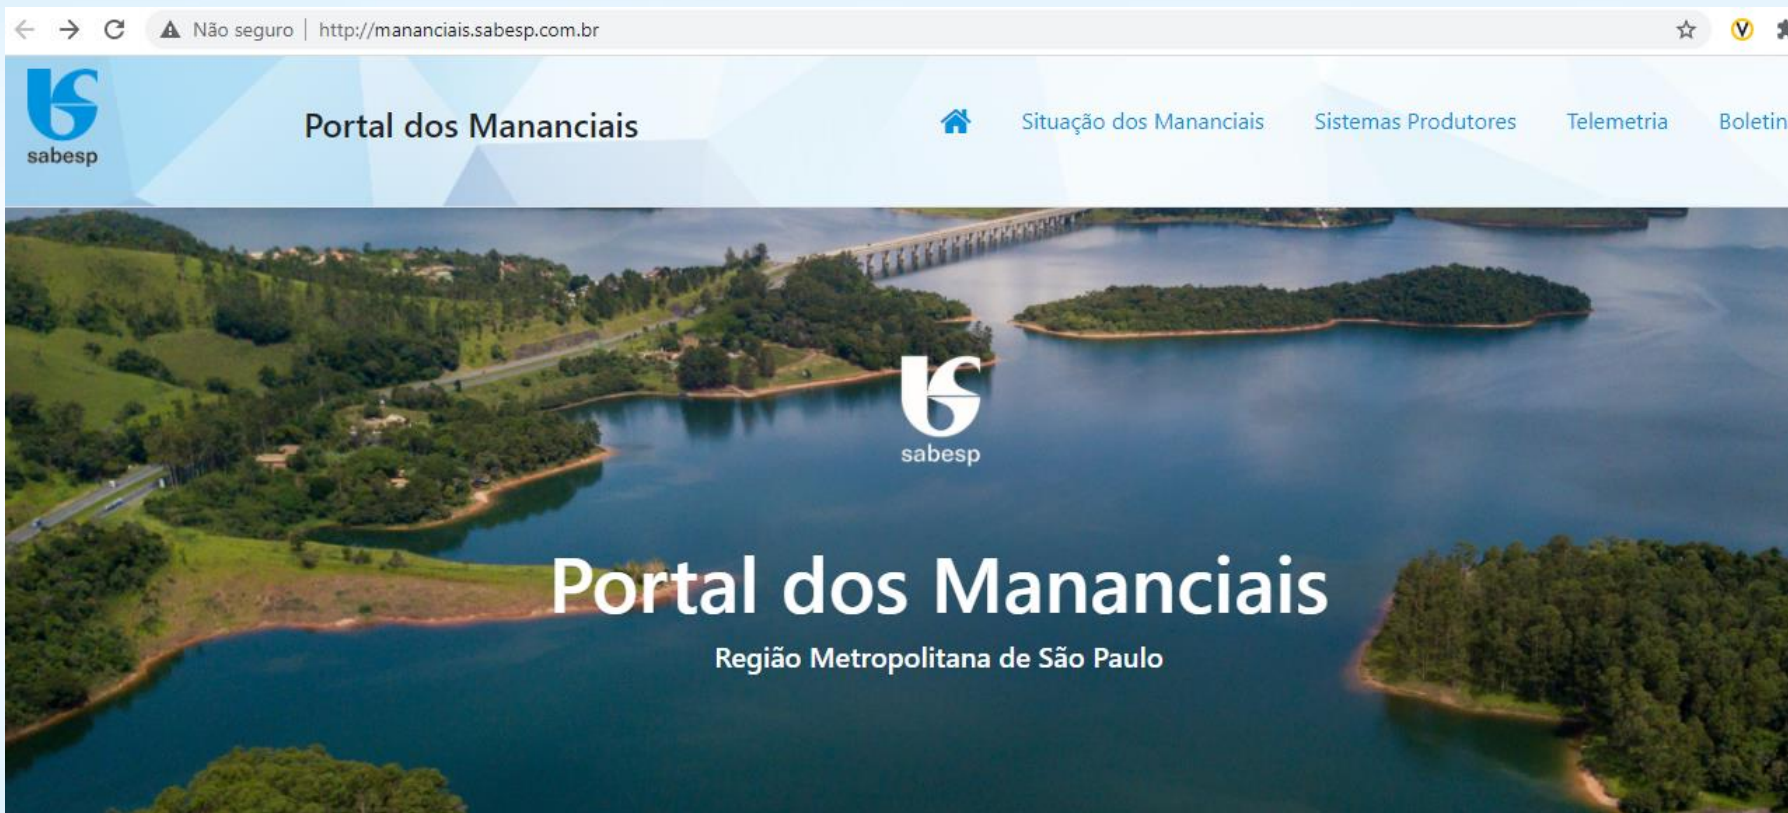 Não seguro | http://mananciais.sabesp.com.br
sabesp
Portal dos Mananciais
Situação dos Mananciais
Sistemas Produtores
Telemetria
Boletin
sabesp
Portal dos Mananciais
Região Metropolitana de São Paulo